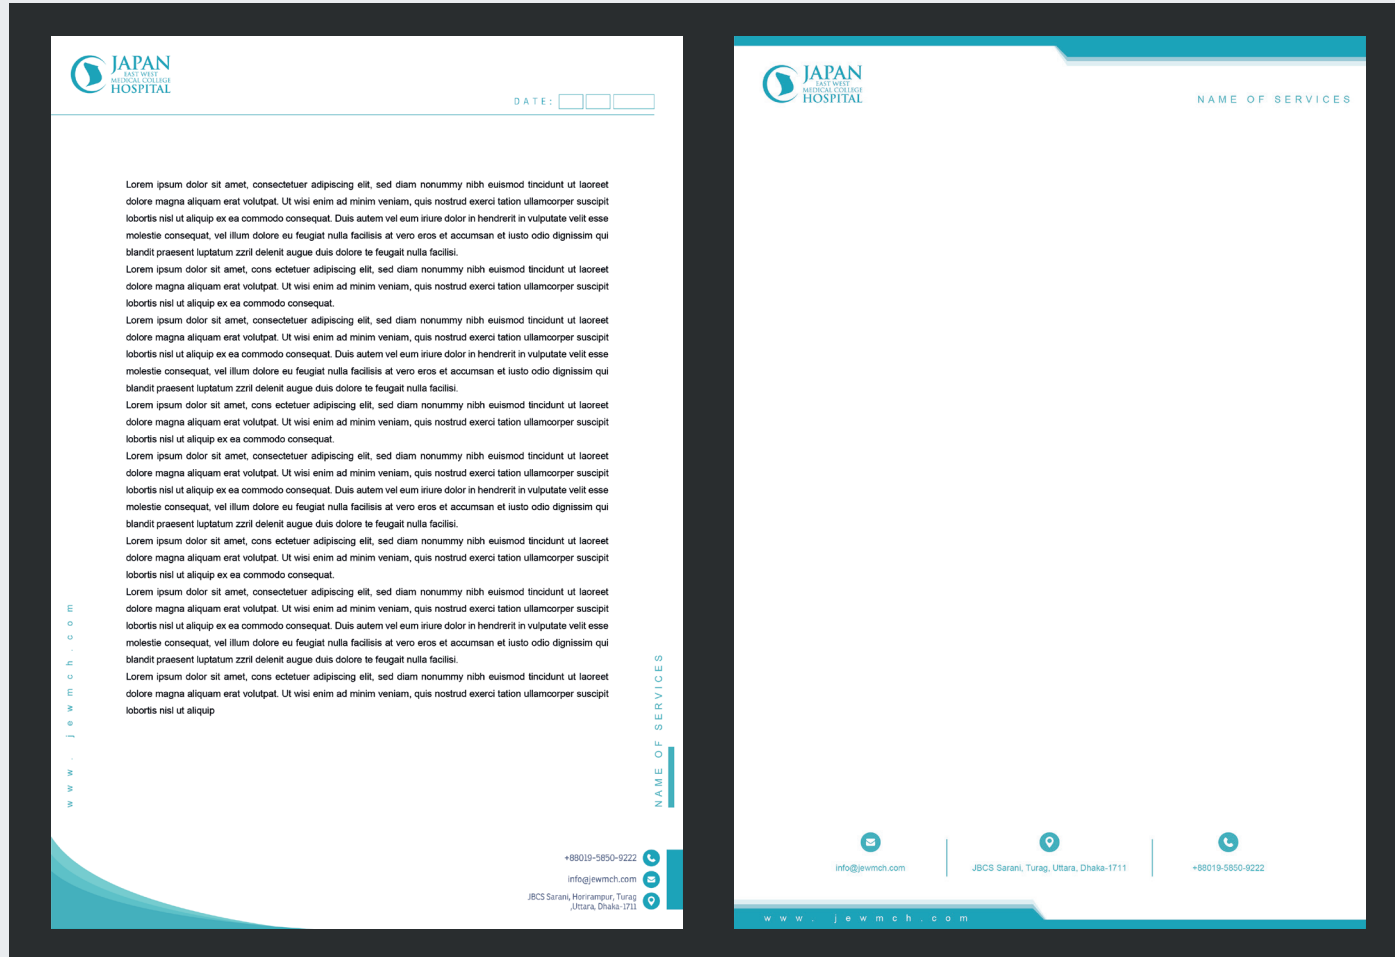 JAPAN
EAST WEST
MEDICAL COLLEGE
HOSPITAL
DATE:
Lorem ipsum dolor sit amet, consectetuer adipiscing elit, sed diam nonummy nibh euismod tincidunt ut laoreet
dolore magna aliquam erat volutpat. Ut wisi enim ad minim veniam, quis nostrud exerci tation ullamcorper suscipit
lobortis nisl ut aliquip ex ea commodo consequat. Duis autem vel eum iriure dolor in hendrerit in vulputate velit esse
molestie consequat, vel illum dolore eu feugiat nulla facilisis at vero eros et accumsan et iusto odio dignissim qui
blandit praesent luptatum zzril delenit augue duis dolore te feugait nulla facilisi.
Lorem ipsum dolor sit amet, cons ectetuer adipiscing elit, sed diam nonummy nibh euismod tincidunt ut laoreet
dolore magna aliquam erat volutpat. Ut wisi enim ad minim veniam, quis nostrud exerci tation ullamcorper suscipit
lobortis nisl ut aliquip ex ea commodo consequat.
Lorem ipsum dolor sit amet, consectetuer adipiscing elit, sed diam nonummy nibh euismod tincidunt ut laoreet
dolore magna aliquam erat volutpat. Ut wisi enim ad minim veniam, quis nostrud exerci tation ullamcorper suscipit
lobortis nisl ut aliquip ex ea commodo consequat. Duis autem vel eum iriure dolor in hendrerit in vulputate velit esse
molestie consequat, vel illum dolore eu feugiat nulla facilisis at vero eros et accumsan et iusto odio dignissim qui
blandit praesent luptatum zzril delenit augue duis dolore te feugait nulla facilisi.
Lorem ipsum dolor sit amet, cons ectetuer adipiscing elit, sed diam nonummy nibh euismod tincidunt ut laoreet
dolore magna aliquam erat volutpat. Ut wisi enim ad minim veniam, quis nostrud exerci tation ullamcorper suscipit
lobortis nisl ut aliquip ex ea commodo consequat.
Lorem ipsum dolor sit amet, consectetuer adipiscing elit, sed diam nonummy nibh euismod tincidunt ut laoreet
dolore magna aliquam erat volutpat. Ut wisi enim ad minim veniam, quis nostrud exerci tation ullamcorper suscipit
lobortis nisl ut aliquip ex ea commodo consequat. Duis autem vel eum iriure dolor in hendrerit in vulputate velit esse
molestie consequat, vel illum dolore eu feugiat nulla facilisis at vero eros et accumsan et iusto odio dignissim qui
blandit praesent luptatum zzril delenit augue duis dolore te feugait nulla facilisi.
Lorem ipsum dolor sit amet, cons ectetuer adipiscing elit, sed diam nonummy nibh euismod tincidunt ut laoreet
dolore magna aliquam erat volutpat. Ut wisi enim ad minim veniam, quis nostrud exerci tation ullamcorper suscipit
lobortis nisl ut aliquip ex ea commodo consequat.
Lorem ipsum dolor sit amet, consectetuer adipiscing elit, sed diam nonummy nibh euismod tincidunt ut laoreet
dolore magna aliquam erat volutpat. Ut wisi enim ad minim veniam, quis nostrud exerci tation ullamcorper suscipit
lobortis nisl ut aliquip ex ea commodo consequat. Duis autem vel eum iriure dolor in hendrerit in vulputate velit esse
molestie consequat, vel illum dolore eu feugiat nulla facilisis at vero eros et accumsan et iusto odio dignissim qui
blandit praesent luptatum zzril delenit augue duis dolore te feugait nulla facilisi.
Lorem ipsum dolor sit amet, cons ectetuer adipiscing elit, sed diam nonummy nibh euismod tincidunt ut laoreet
dolore magna aliquam erat volutpat. Ut wisi enim ad minim veniam, quis nostrud exerci tation ullamcorper suscipit
lobortis nisl ut aliquip
www.jewmch.com
NAME OF SERVICES
+88019-5850-9222
info@jewmch.com
JBCS Sarani, Horirampur, Turag
,Uttara, Dhaka-1711
JAPAN
EAST WEST
MEDICAL COLLEGE
HOSPITAL
NAME OF SERVICES
info@jewmch.com
JBCS Sarani, Turag, Uttara, Dhaka-1711
+88019-5850-9222
www.jewmch.com